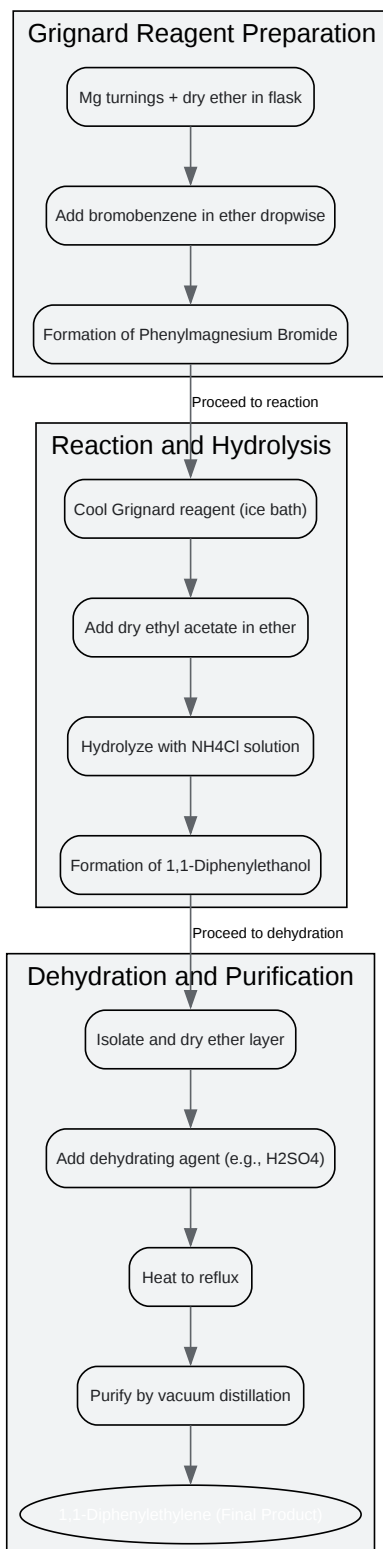 Grignard Reagent Preparation
Mg turnings + dry ether in flask
Add bromobenzene in ether dropwise
Formation of Phenylmagnesium Bromide
Proceed to reaction
Reaction and Hydrolysis
Cool Grignard reagent (ice bath)
Add dry ethyl acetate in ether
Hydrolyze with NH4Cl solution
Formation of 1,1-Diphenylethanol
Proceed to dehydration
Dehydration and Purification
Isolate and dry ether layer
Add dehydrating agent (e.g., H2SO4)
Heat to reflux
Purify by vacuum distillation
1,1-Diphenylethylene (Final Product)